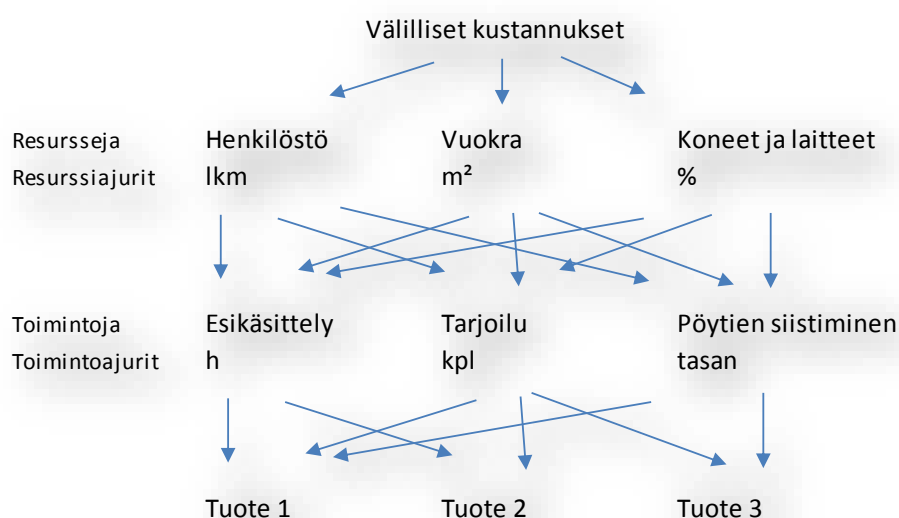 Välilliset kustannukset
Resursseja Henkilöstö Vuokra Koneet ja laitteet
Resurssiajurit lkm m² %
Toimintoja Esikäsittely Tarjoilu Pöytien siistiminen
Toimintoajurit h kpl tasan
Tuote 1 Tuote 2 Tuote 3